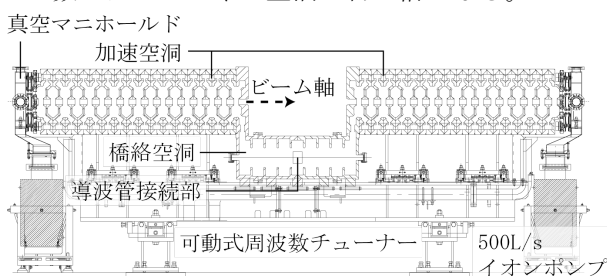 真空マニホールド
加速空洞
ビーム軸
橋絡空洞
導波管接続部
可動式周波数チューナー
500L/s
イオンポンプ